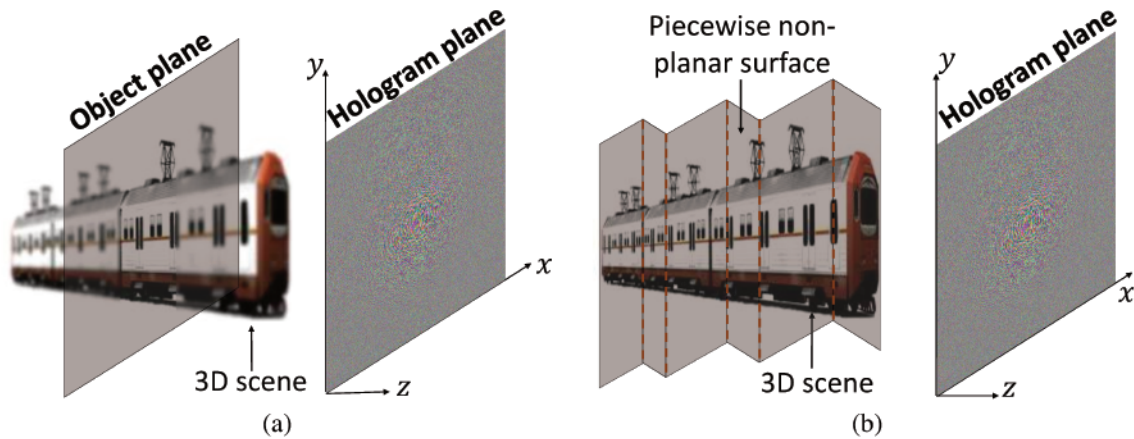 Object plane
y
Hologram plane
x
3D scene
z
(a)
Piecewise non-
planar surface
y
Hologram plane
x
3D scene
z
(b)